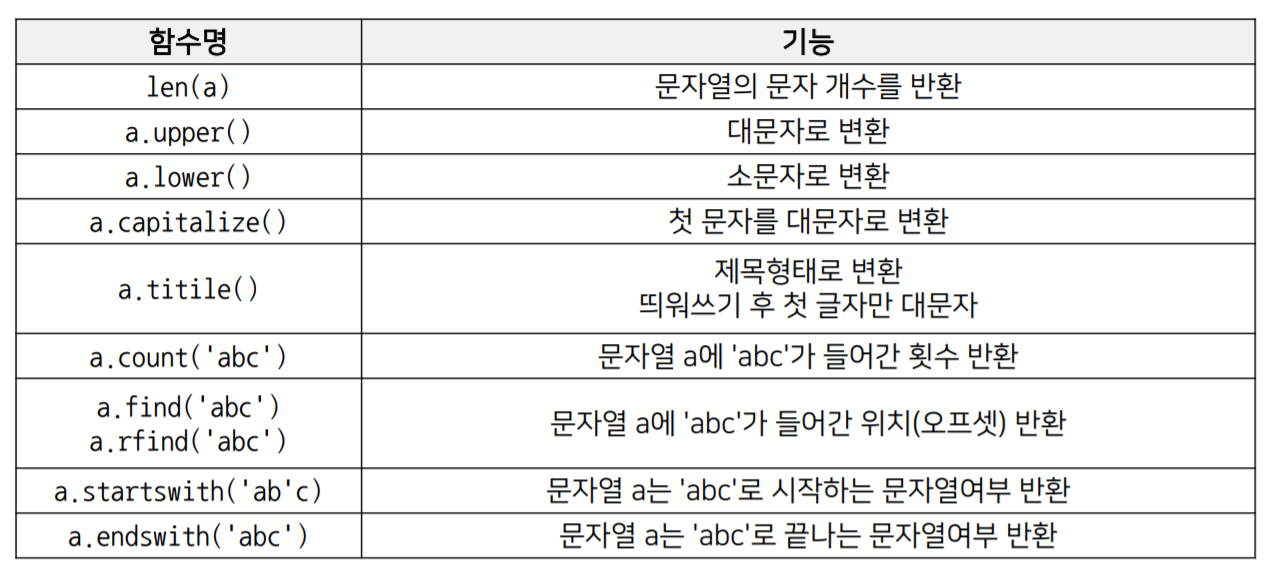 함수명 기능
len(a) 문자열의 문자 개수를 반환
a.upper() 대문자로 변환
a.lower() 소문자로 변환
a.capitalize() 첫 문자를 대문자로 변환
a.titile() 제목형태로 변환
띄워쓰기 후 첫 글자만 대문자
a.count('abc') 문자열 a에 'abc'가 들어간 횟수 반환
a.find('abc')
a.rfind('abc')
문자열 a에 'abc'가 들어간 위치(오프셋) 반환
a.startswith('ab'c) 문자열 a는 'abc'로 시작하는 문자열여부 반환
a.endswith('abc') 문자열 a는 'abc'로 끝나는 문자열여부 반환